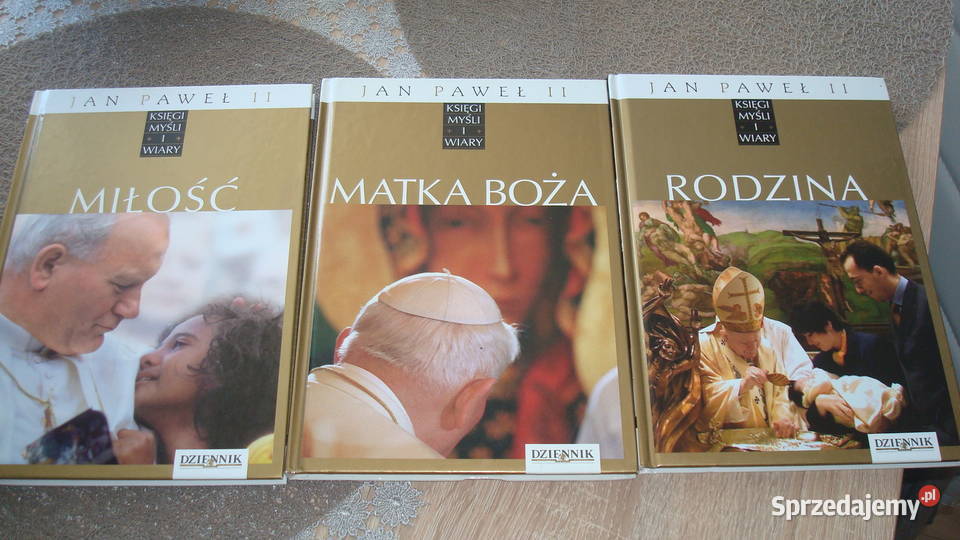 JAN PAWEŁ II
KSIĘGI
MYŚLI
I
WIARY
MIŁOŚĆ
DZIENNIK
JAN PAWEŁ II
KSIĘGI
MYŚLI
I
WIARY
MATKA BOŻA
DZIENNIK
JAN PAWEŁ II
KSIĘGI
MYŚLI
I
WIARY
RODZINA
DZIENNIK
Sprzedajemy.pl